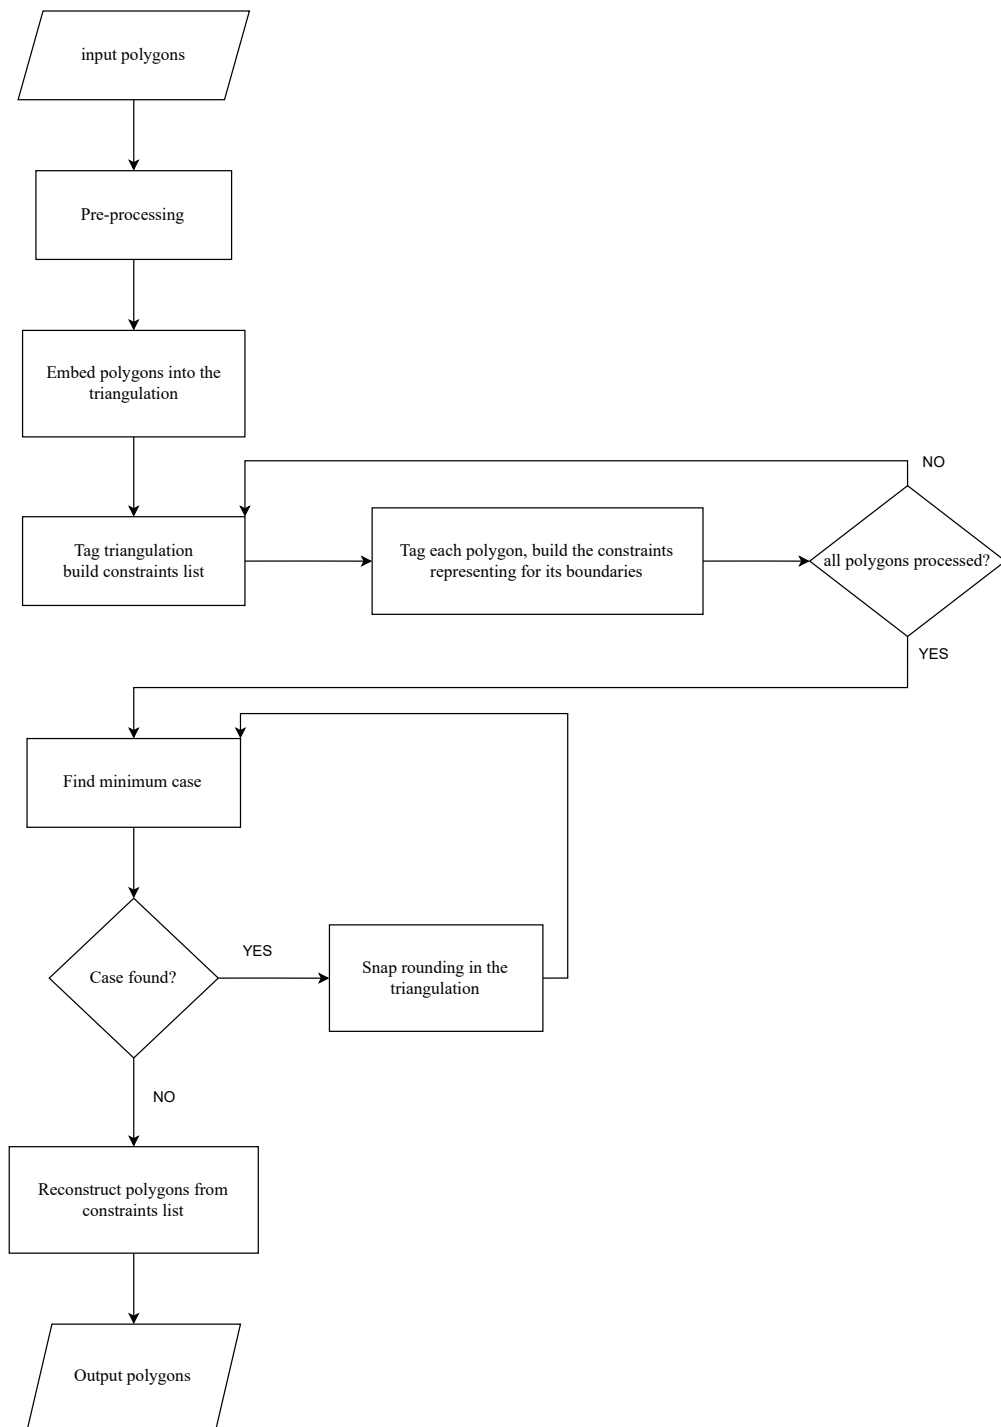 input polygons
Pre-processing
Embed polygons into the
triangulation
Tag triangulation
build constraints list
Tag each polygon, build the constraints
representing for its boundaries
all polygons processed?
NO
YES
Find minimum case
Case found?
YES
Snap rounding in the
triangulation
NO
Reconstruct polygons from
constraints list
Output polygons